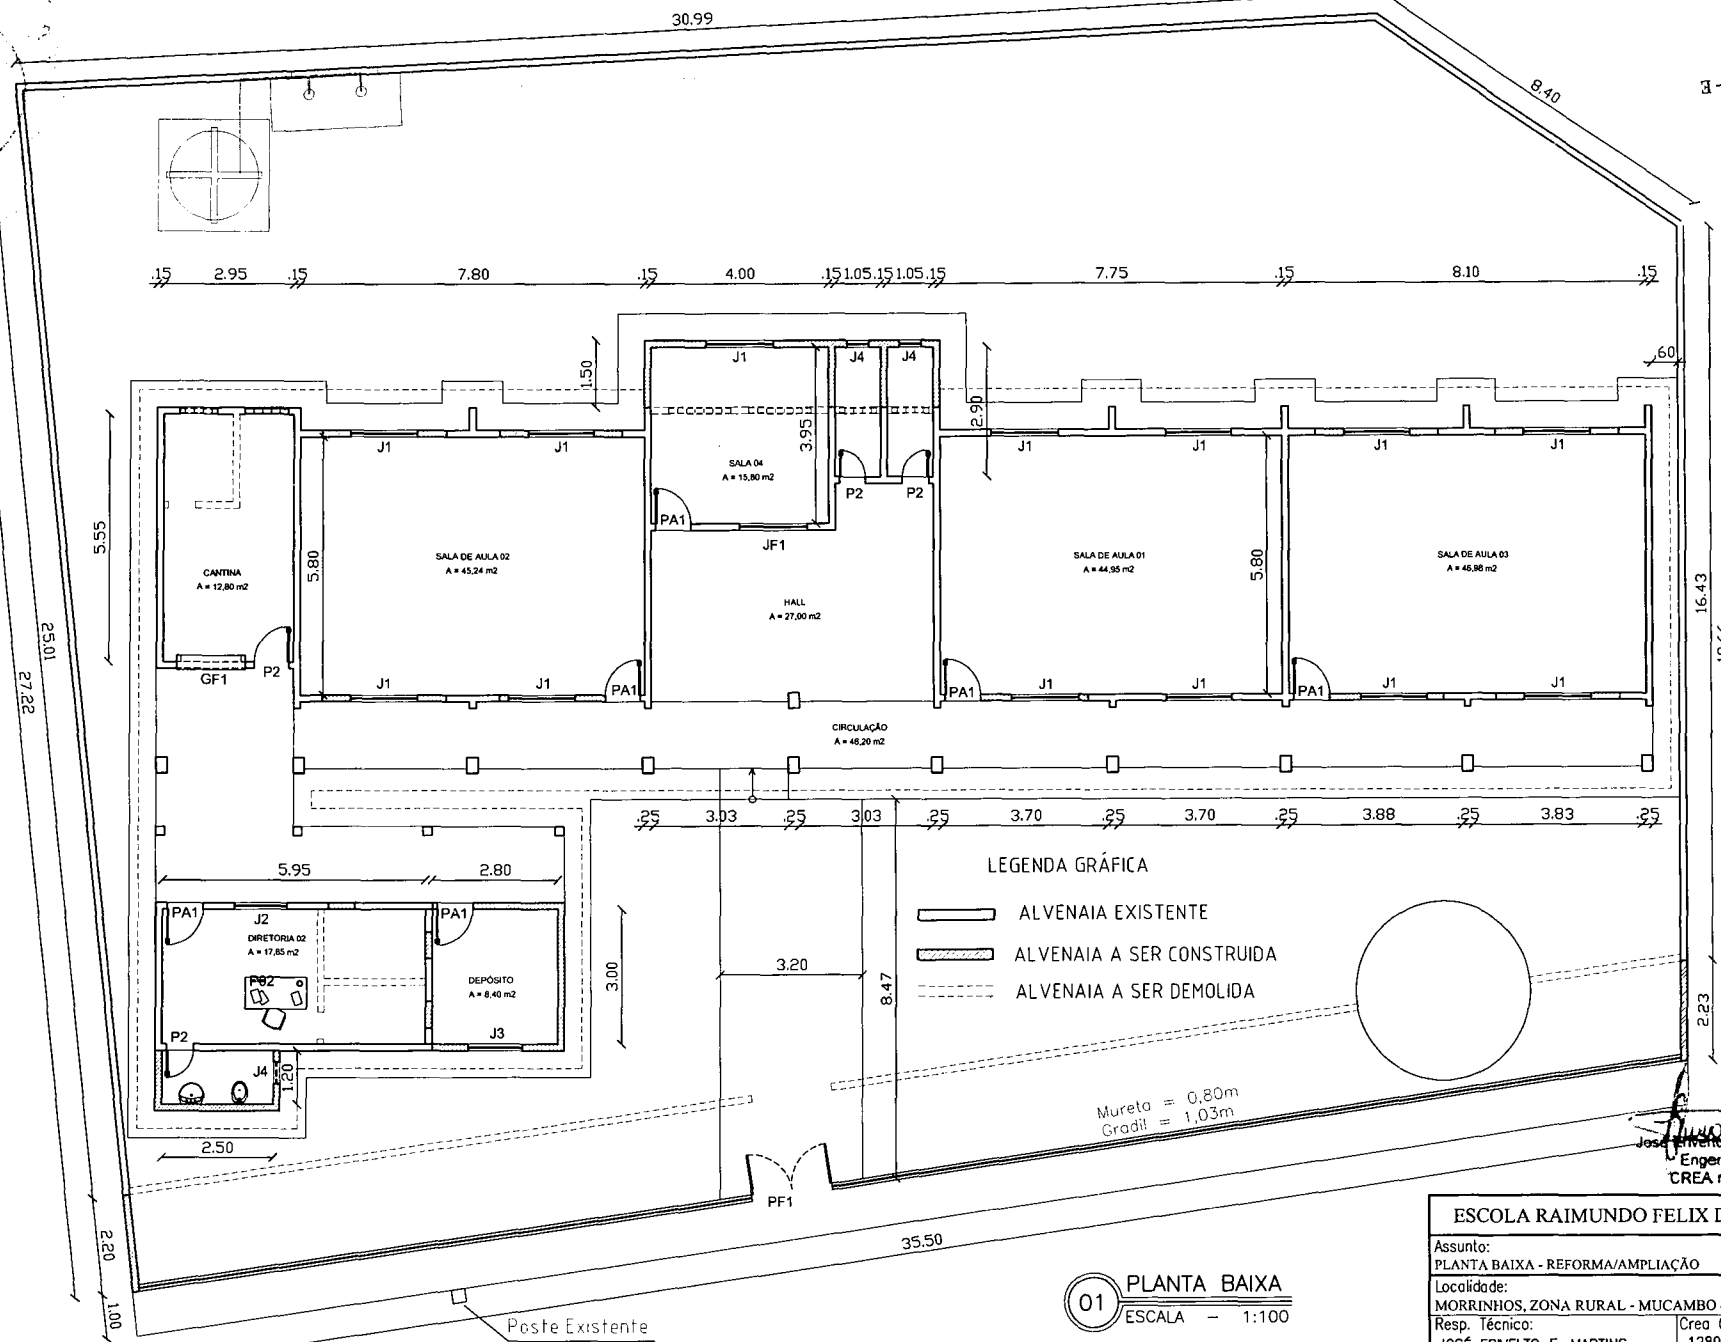 30.99
8.40
.15 2.95 .15 7.80 .15 4.00 .15 1.05 .15 1.05 .15 7.75 .15 8.10 .15
.60
1.50
J1
J4
J4
3.95
2.90
J1
J1
J1
J1
J1
J1
SALA 04
A = 15,80 m2
P2
P2
PA1
JF1
5.55
5.80
5.80
SALA DE AULA 02
A = 45,24 m2
SALA DE AULA 01
A = 44,95 m2
SALA DE AULA 03
A = 46,98 m2
CANTINA
A = 12,80 m2
HALL
A = 27,00 m2
16.43
25.01
27.22
GF1
P2
J1
J1
PA1
PA1
J1
J1
PA1
J1
J1
CIRCULAÇÃO
A = 46,20 m2
.25 3.03 .25 3.03 .25 3.70 .25 3.70 .25 3.88 .25 3.83 .25
5.95
2.80
LEGENDA GRÁFICA
ALVENAIA EXISTENTE
ALVENAIA A SER CONSTRUIDA
ALVENAIA A SER DEMOLIDA
PA1
J2
PA1
DIRETORIA 02
A = 17,85 m2
DEPÓSITO
A = 8,40 m2
3.00
3.20
8.47
2.23
P2
J3
J4
1.20
2.50
Mureta = 0,80m
Gradil = 1,03m
PF1
35.50
2.20
1.00
Poste Existente
01
PLANTA BAIXA
ESCALA - 1:100
CREA
ESCOLA RAIMUNDO FELIX D
Assunto:
PLANTA BAIXA - REFORMA/AMPLIAÇÃO
Localidade:
MORRINHOS, ZONA RURAL - MUCAMBO
Resp. Técnico:
Crea